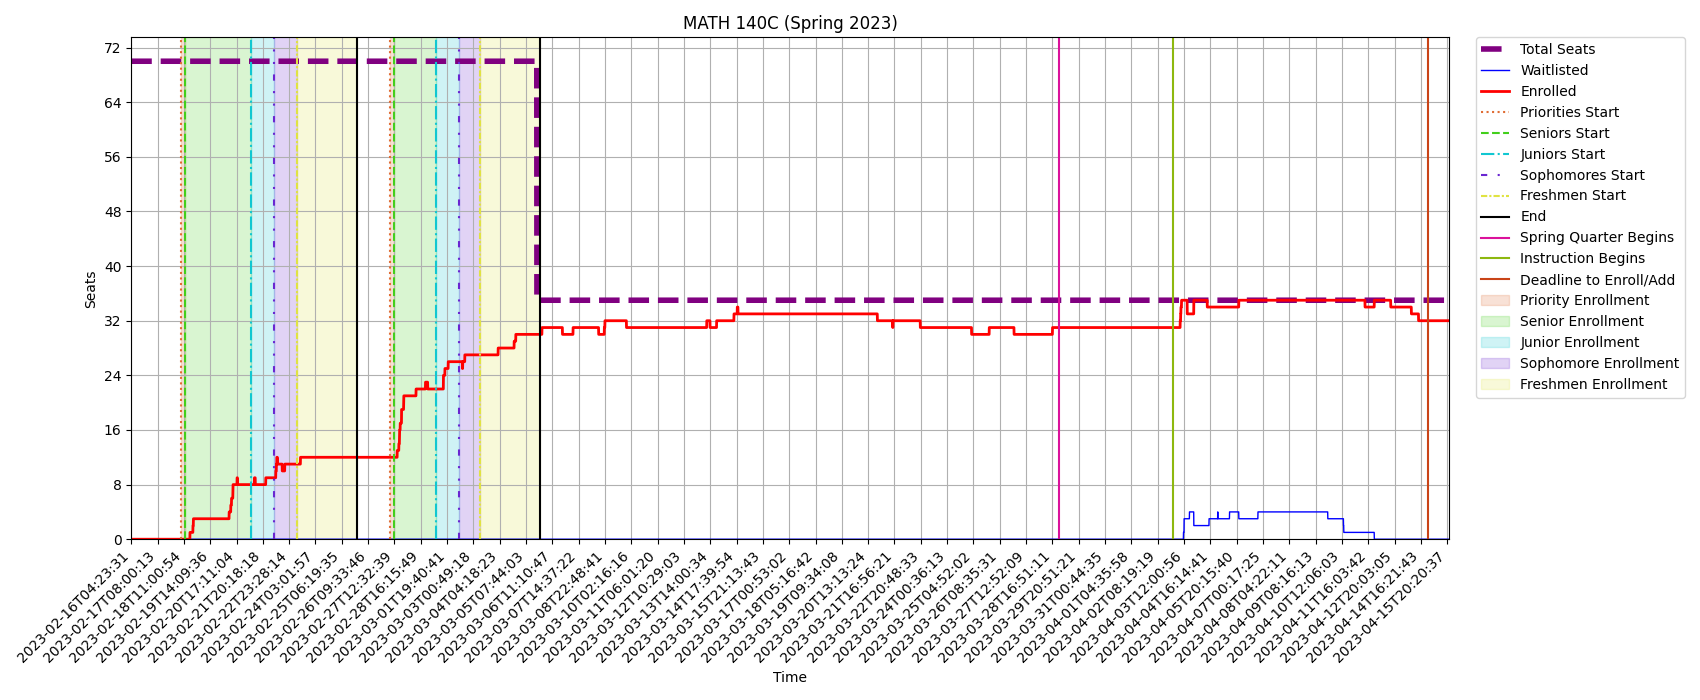 MATH 140C (Spring 2023)
Seats
72
64
56
48
40
32
24
16
8
0
2023-02-16T04:23:31
2023-02-17T08:00:13
2023-02-18T11:00:54
2023-02-19T14:09:36
2023-02-20T17:11:04
2023-02-21T20:18:18
2023-02-22T23:28:14
2023-02-24T03:01:57
2023-02-25T06:19:35
2023-02-26T09:33:46
2023-02-27T12:32:39
2023-02-28T16:15:49
2023-03-01T19:40:41
2023-03-03T00:49:18
2023-03-04T04:18:23
2023-03-05T07:44:03
2023-03-06T11:10:47
2023-03-07T14:37:22
2023-03-08T22:48:41
2023-03-10T02:16:16
2023-03-11T06:01:20
2023-03-12T10:29:03
2023-03-13T14:00:34
2023-03-14T17:39:54
2023-03-15T21:13:43
2023-03-17T00:53:02
2023-03-18T05:16:42
2023-03-19T09:34:08
2023-03-20T13:13:24
2023-03-21T16:56:21
2023-03-22T20:48:33
2023-03-24T00:36:13
2023-03-25T04:52:02
2023-03-26T08:35:31
2023-03-27T12:52:09
2023-03-28T16:51:11
2023-03-29T20:51:21
2023-03-31T00:44:35
2023-04-01T04:35:58
2023-04-02T08:19:19
2023-04-03T12:00:56
2023-04-04T16:14:41
2023-04-05T20:15:40
2023-04-07T00:17:25
2023-04-08T04:22:11
2023-04-09T08:16:13
2023-04-10T12:06:03
2023-04-11T16:03:42
2023-04-12T20:03:05
2023-04-14T16:21:43
2023-04-15T20:20:37
Time
Total Seats
Waitlisted
Enrolled
Priorities Start
Seniors Start
Juniors Start
Sophomores Start
Freshmen Start
End
Spring Quarter Begins
Instruction Begins
Deadline to Enroll/Add
Priority Enrollment
Senior Enrollment
Junior Enrollment
Sophomore Enrollment
Freshmen Enrollment